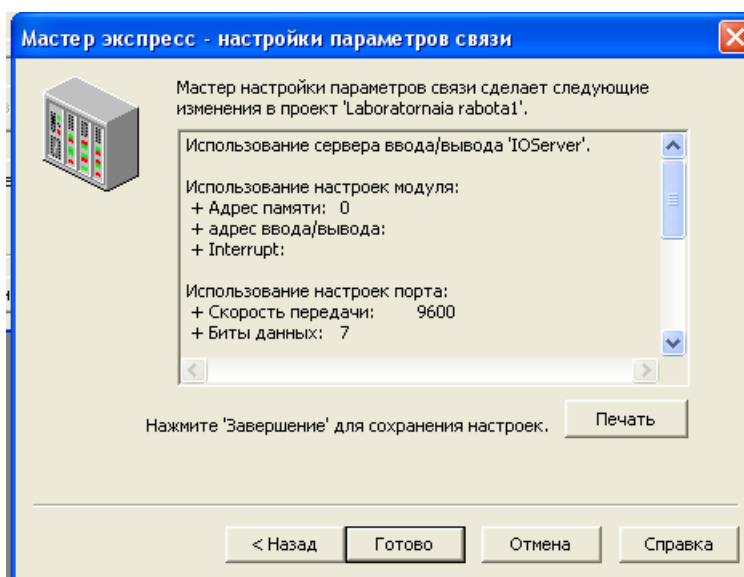 Мастер экспресс - настройки параметров связи
Мастер настройки параметров связи сделает следующие
изменения в проект 'Laboratornaia rabota1'.
Использование сервера ввода/вывода 'IOServer'.
Использование настроек модуля:
+ Адрес памяти: 0
+ адрес ввода/вывода:
+ Interrupt:
Использование настроек порта:
+ Скорость передачи: 9600
+ Биты данных: 7
Нажмите 'Завершение' для сохранения настроек.
Печать
< Назад
Готово
Отмена
Справка